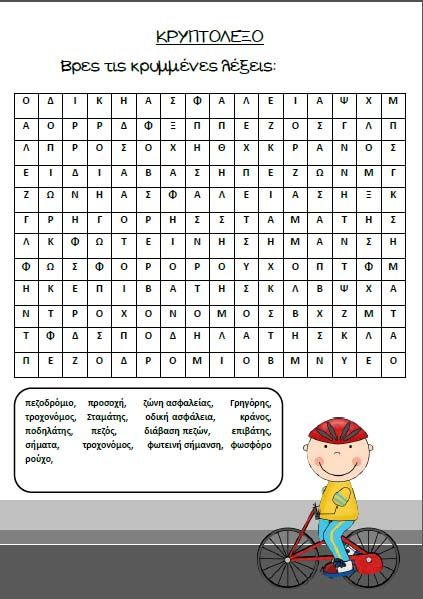 ΚΡΥΠΤΟΛΕΞΟ
Βρες τις κρυμμένες λέξεις:
Ο Δ Ι Κ Η Α Σ Φ Α Λ Ε Ι Α Ψ Χ Μ
Α Ο Ρ Ρ Δ Φ Ξ Π Π Ε Ζ Ο Σ Γ Λ Π
Λ Π Ρ Ο Σ Ο Χ Η Θ Χ Κ Ρ Α Ν Ο Σ
Ε Ι Δ Ι Α Β Α Σ Η Π Ε Ζ Ω Ν Μ Γ
Ζ Ω Ν Η Α Σ Φ Α Λ Ε Ι Α Σ Η Ξ Κ
Γ Ρ Η Γ Ο Ρ Η Σ Σ Τ Α Μ Α Τ Η Σ
Λ Κ Φ Ω Τ Ε Ι Ν Η Σ Η Μ Α Ν Σ Η
Φ Ω Σ Φ Ο Ρ Ο Ρ Ο Υ Χ Ο Π Τ Φ Μ
Η Κ Ε Π Ι Β Α Τ Η Σ Κ Λ Β Ψ Χ Α
Ν Τ Ρ Ο Χ Ο Ν Ο Μ Ο Σ Β Χ Ζ Μ Τ
Τ Φ Δ Σ Π Ο Δ Η Λ Α Τ Η Σ Κ Λ Α
Π Ε Ζ Ο Δ Ρ Ο Μ Ι Ο Β Μ Ν Υ Ε Ο
πεζοδρόμιο, προσοχή, ζώνη ασφαλείας, Γρηγόρης,
τροχονόμος, Σταμάτης, οδική ασφάλεια, κράνος,
ποδηλάτης, πεζός, διάβαση πεζών, επιβάτης,
σήματα, τροχονόμος, φωτεινή σήμανση, φωσφόρο
ρούχο,